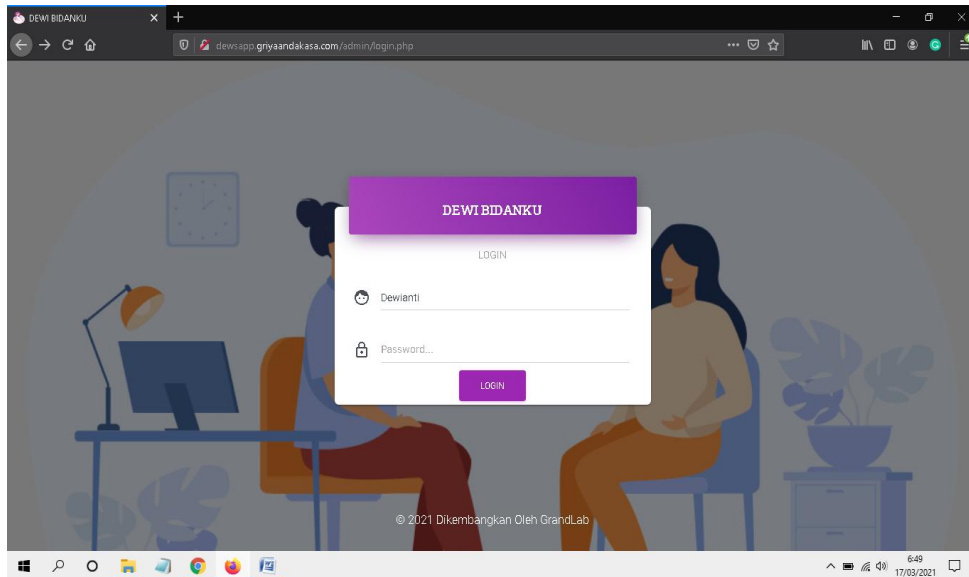 DEWI BIDANKU
dewsapp.griyaandakasa.com/admin/login.php
DEWI BIDANKU
LOGIN
Dewianti
Password...
LOGIN
© 2021 Dikembangkan Oleh GrandLab
6:49
17/03/2021